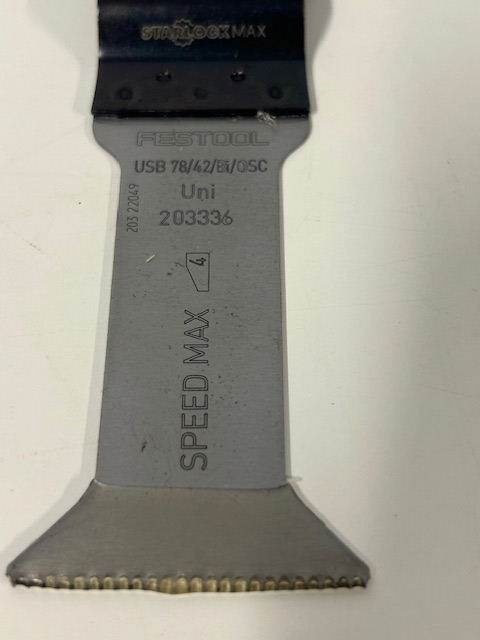 STARLOCKMAX
FESTOOL
USB 78/42/Bi/OSC
Uni
203336
203 22049
4
SPEED MAX